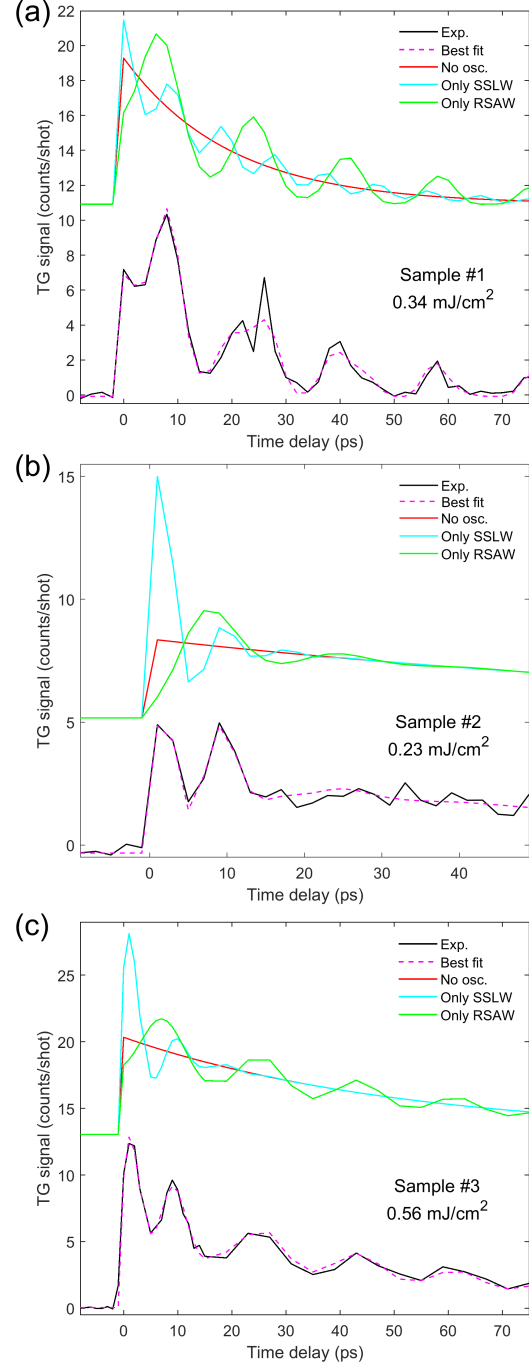 (a)
22
20
18
16
14
12
10
8
6
4
2
0
TG signal (counts/shot)
Exp.
Best fit
No osc.
Only SSLW
Only RSAW
Sample #1
0.34 mJ/cm²
0 10 20 30 40 50 60 70
Time delay (ps)
(b)
15
10
5
0
TG signal (counts/shot)
Exp.
Best fit
No osc.
Only SSLW
Only RSAW
Sample #2
0.23 mJ/cm²
0 10 20 30 40
Time delay (ps)
(c)
25
20
15
10
5
0
TG signal (counts/shot)
Exp.
Best fit
No osc.
Only SSLW
Only RSAW
Sample #3
0.56 mJ/cm²
0 10 20 30 40 50 60 70
Time delay (ps)